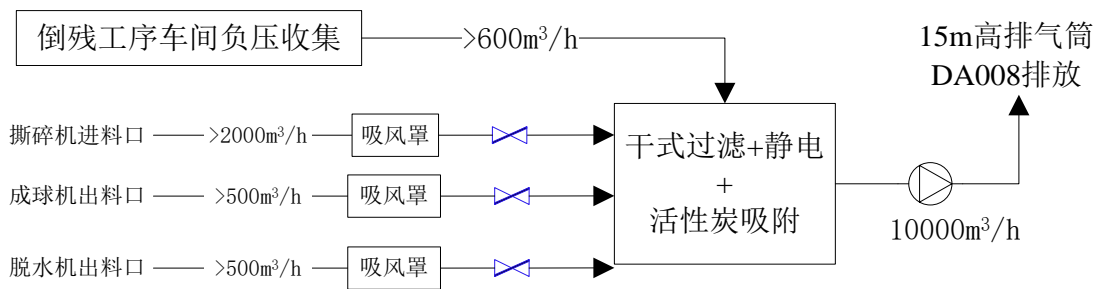 倒残工序车间负压收集
>600m³/h
15m高排气筒
DA008排放
撕碎机进料口
>2000m³/h
吸风罩
成球机出料口
>500m³/h
吸风罩
脱水机出料口
>500m³/h
吸风罩
干式过滤+静电
+
活性炭吸附
10000m³/h